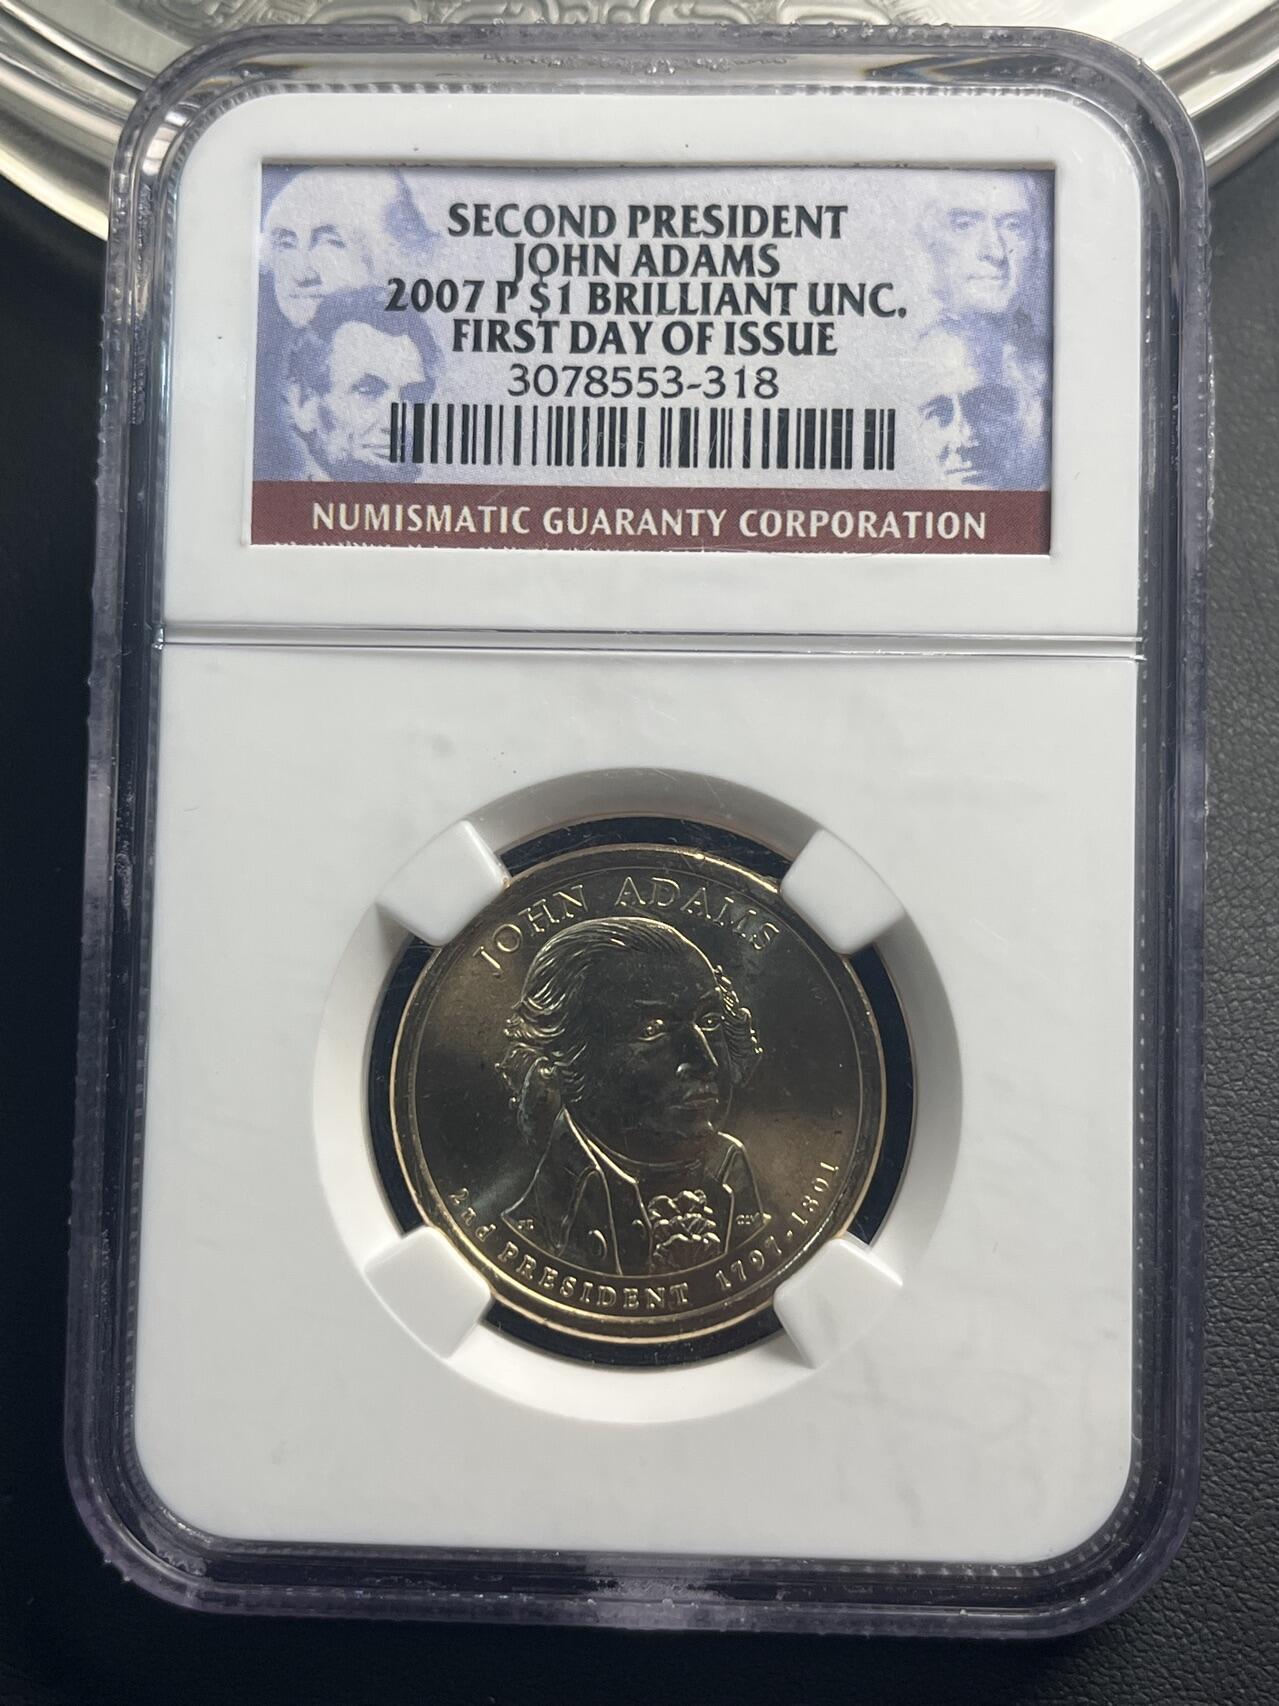 SECOND PRESIDENT
JOHN ADAMS
2007 P $1 BRILLIANT UNC.
FIRST DAY OF ISSUE
3078553-318
NUMISMATIC GUARANTY CORPORATION
JOHN ADAMS
2nd PRESIDENT 1797-1801